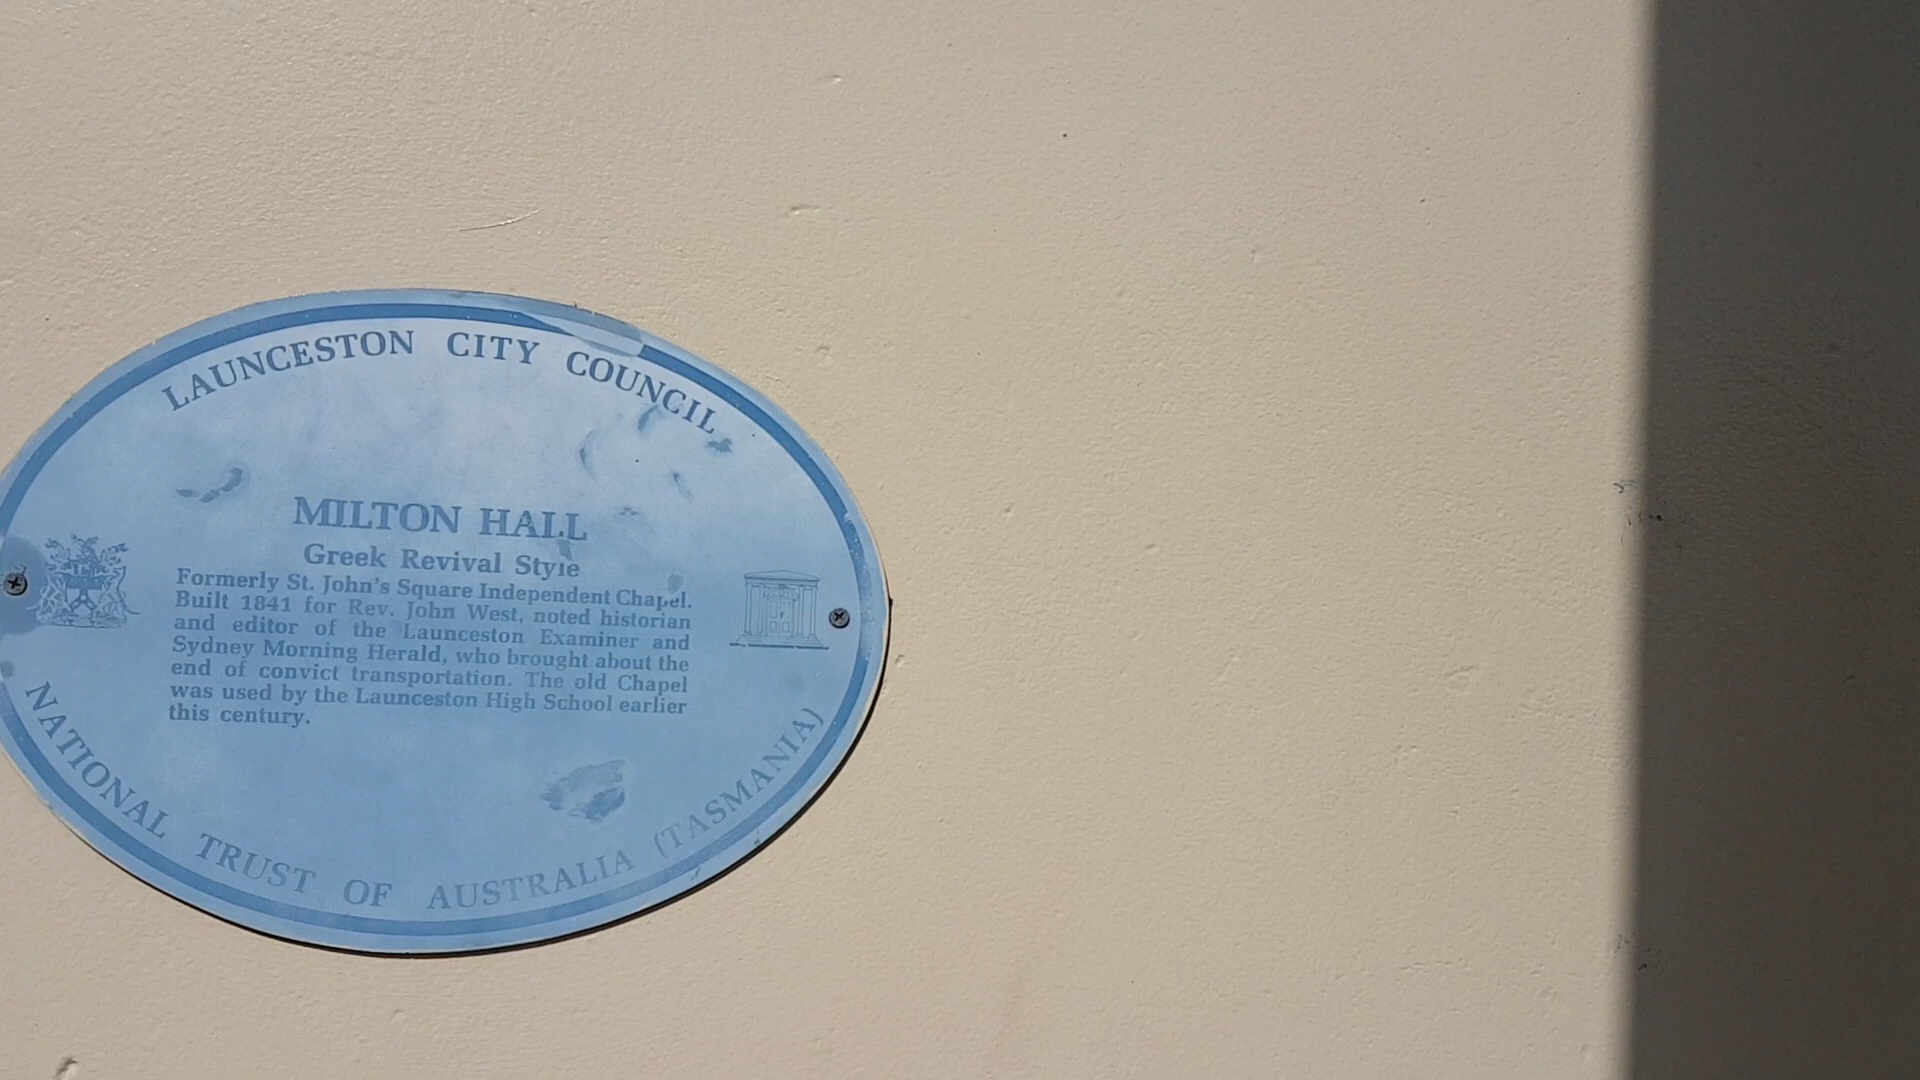 LAUNCESTON CITY COUNCIL
MILTON HALL
Greek Revival Style
Formerly St. John's Square Independent Chapel.
Built 1841 for Rev. John West, noted historian
and editor of the Launceston Examiner and
Sydney Morning Herald, who brought about the
end of convict transportation. The old Chapel
was used by the Launceston High School earlier
this century.
NATIONAL TRUST OF AUSTRALIA (TASMANIA)